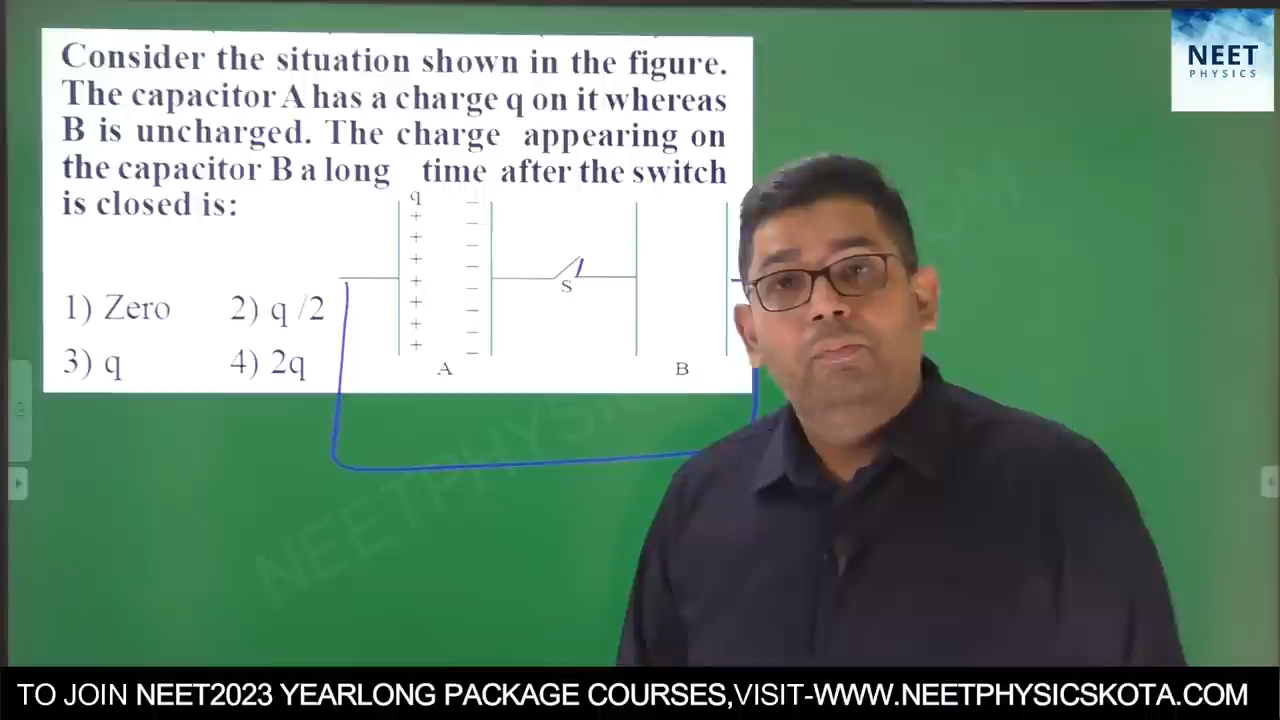 Consider the situation shown in the figure.
The capacitor A has a charge q on it whereas
B is uncharged. The charge appearing on
the capacitor B a long time after the switch
is closed is:
q
+ −
+ −
+ −
+ −
+ −
+ −
+ −
−
S
1) Zero 2) q /2
3) q 4) 2q
A B
NEET
PHYSICS
NEETPHYSI
OM
TO JOIN NEET2023 YEARLONG PACKAGE COURSES,VISIT-WWW.NEETPHYSICSKOTA.COM